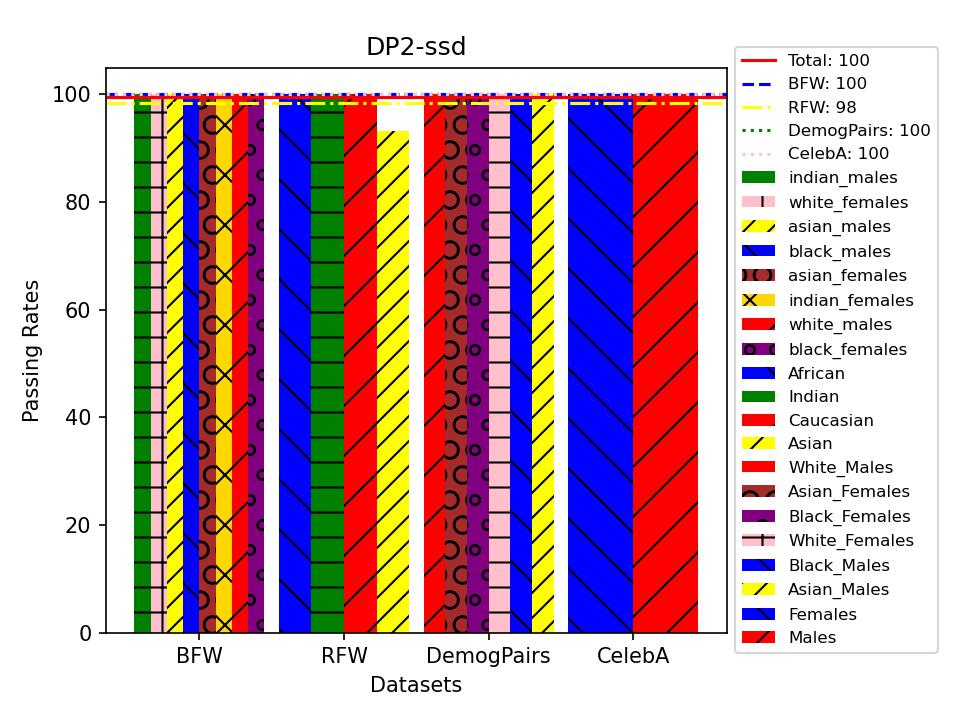 DP2-ssd
Passing Rates
100
80
60
40
20
0
BFW
RFW
DemogPairs
CelebA
Datasets
Total: 100
BFW: 100
RFW: 98
DemogPairs: 100
CelebA: 100
indian_males
white_females
asian_males
black_males
asian_females
indian_females
white_males
black_females
African
Indian
Caucasian
Asian
White_Males
Asian_Females
Black_Females
White_Females
Black_Males
Asian_Males
Females
Males